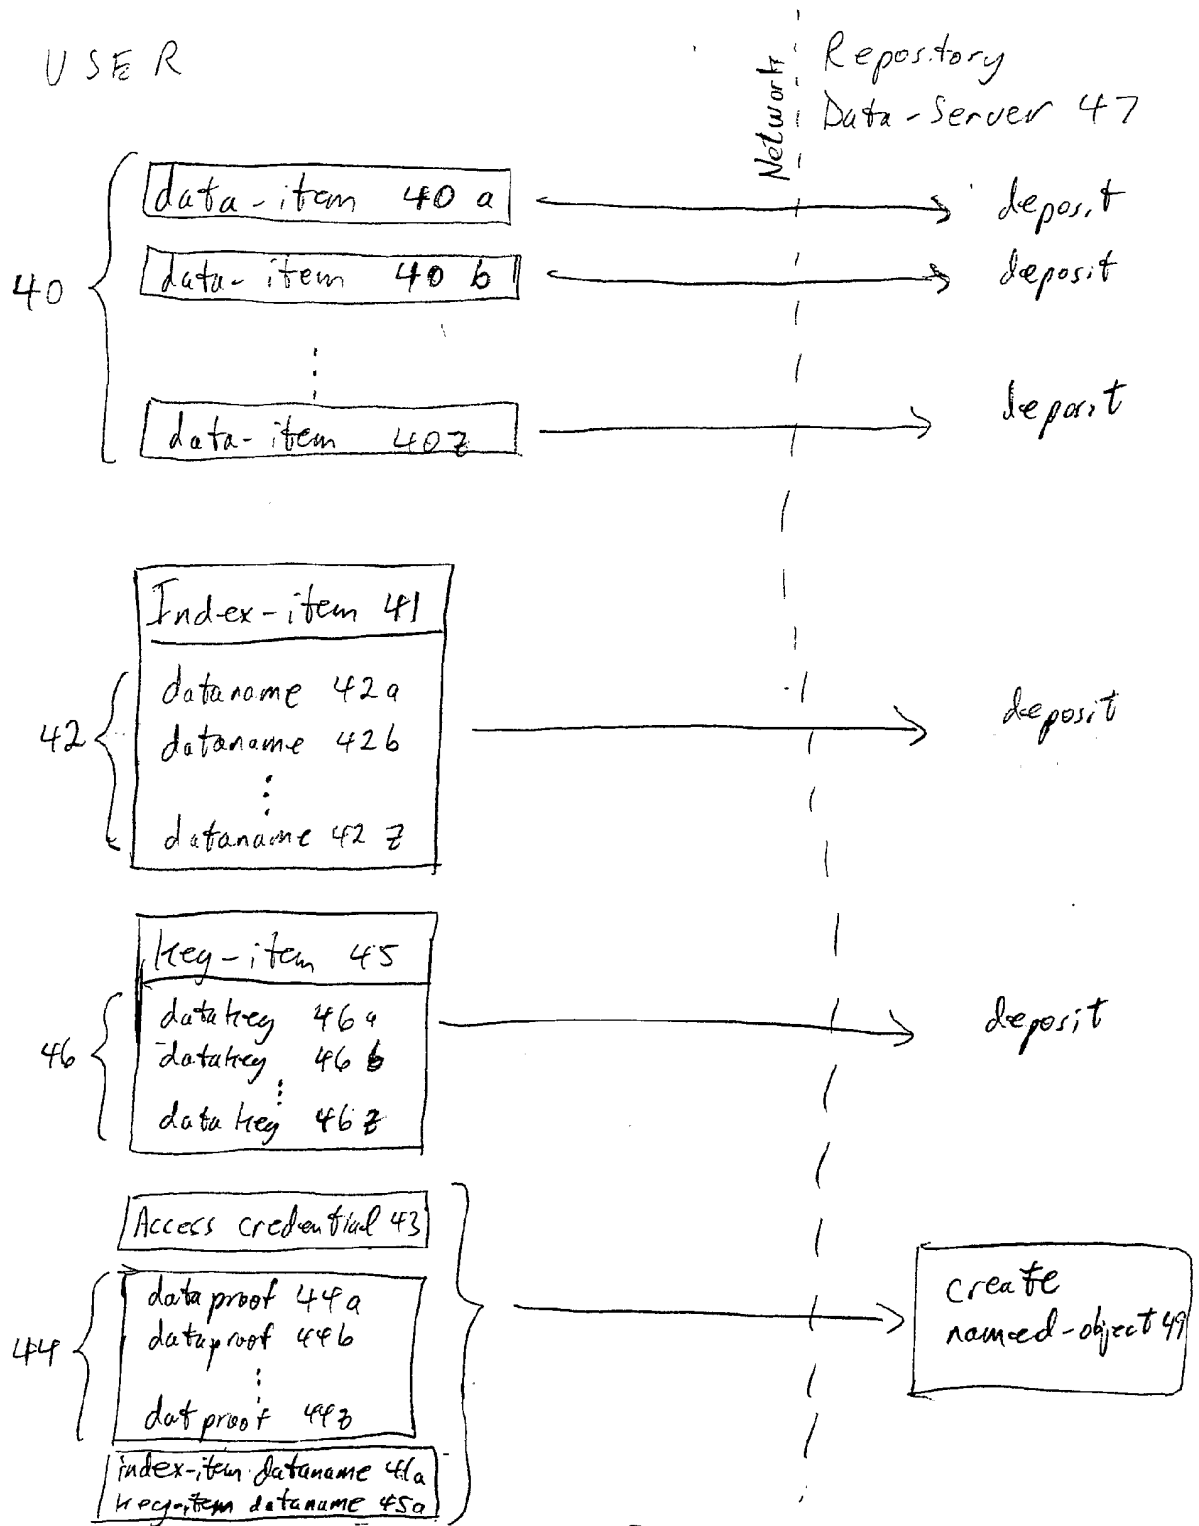 USER
Network
Repository
Data-Server 47
40
data-item 40a
deposit
data-item 40b
deposit
data-item 40z
deposit
Index-item 41
42
dataname 42a
dataname 42b
dataname 42z
deposit
key-item 45
46
datakey 46a
datakey 46b
datakey 46z
deposit
Access credential 43
44
dataproof 44a
dataproof 44b
datproof 44z
index-item dataname 41a
key-item dataname 45a
create
named-object 49